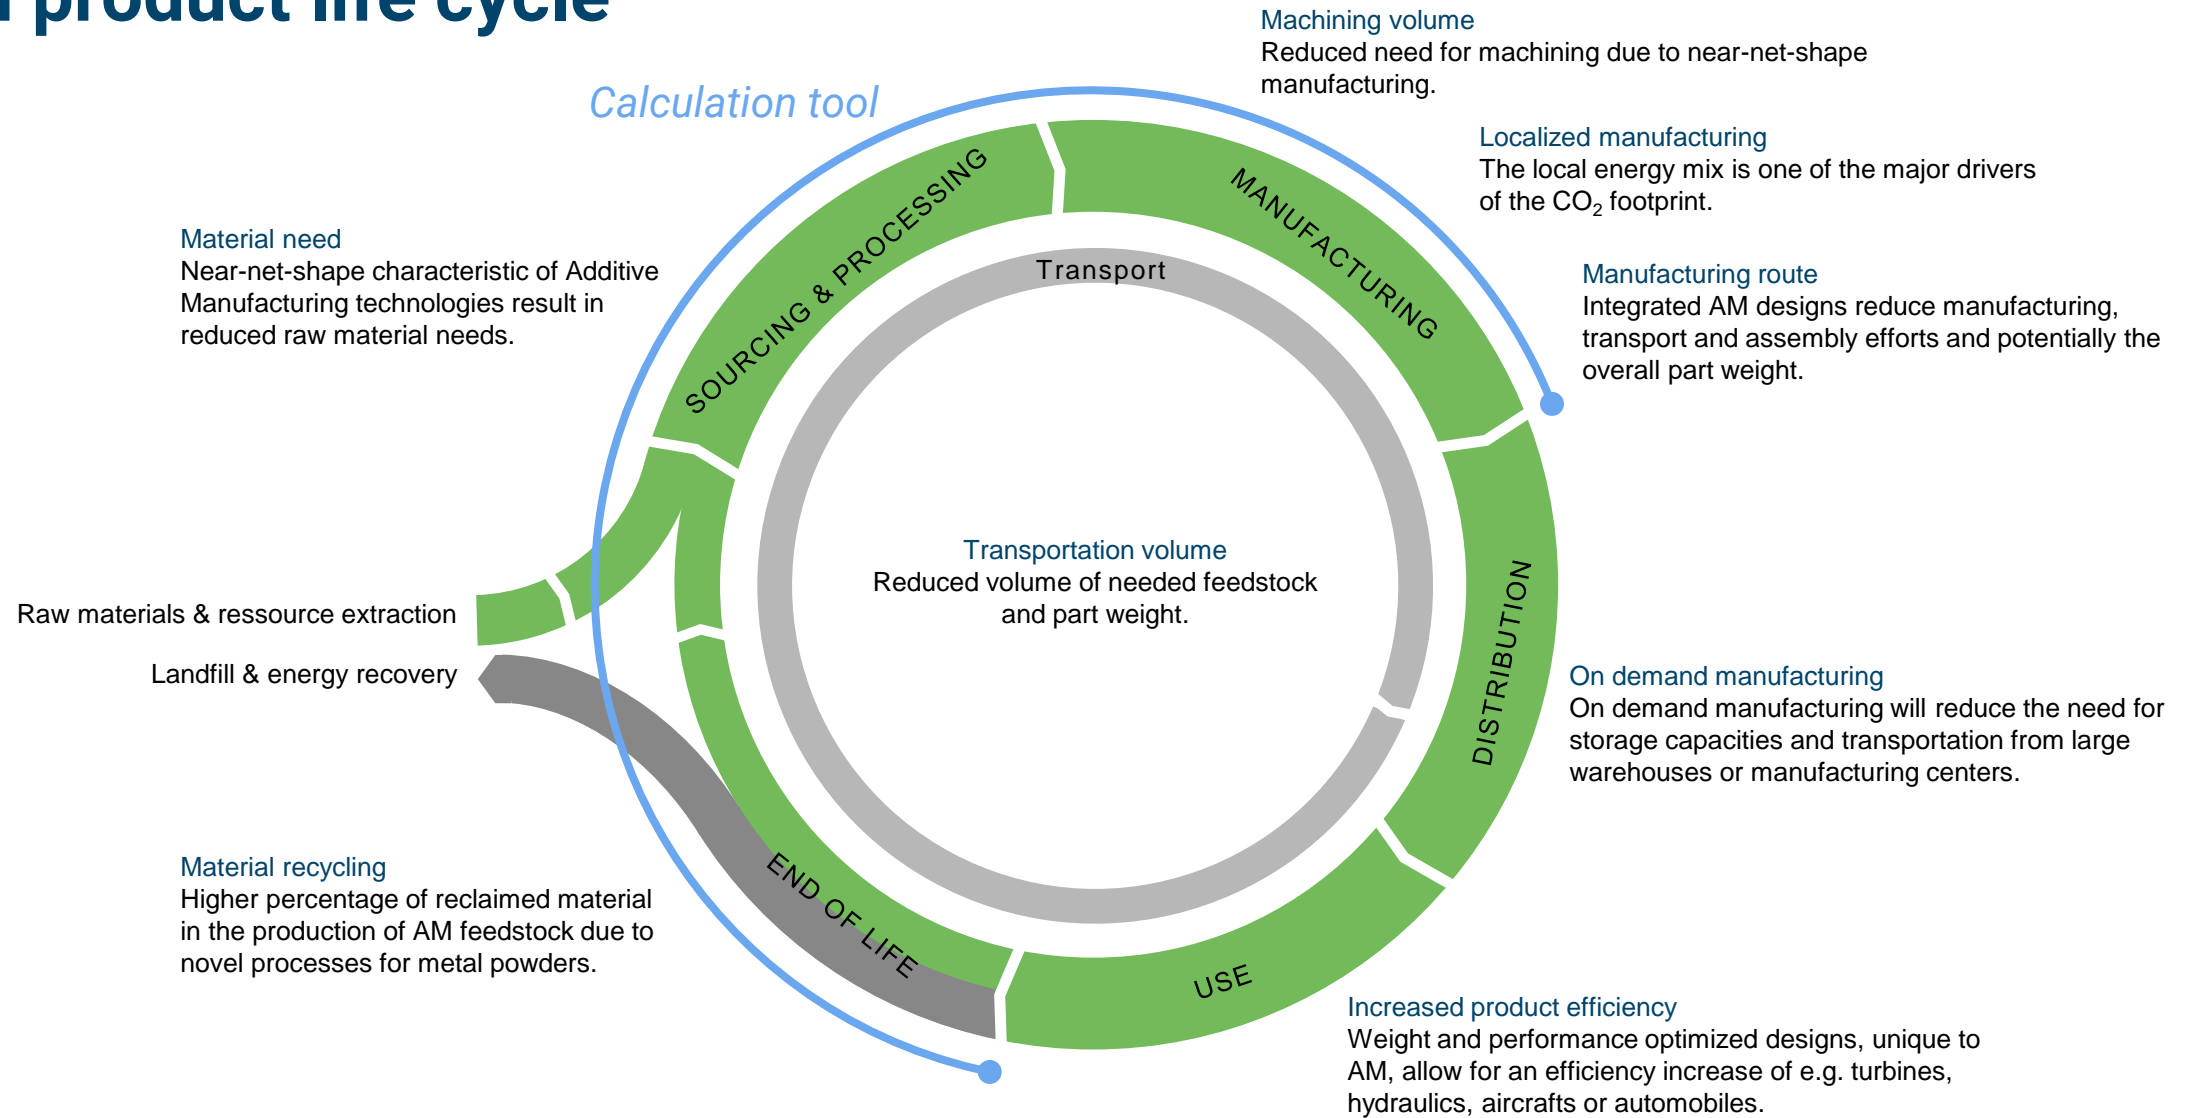 product life cycle
Calculation tool
Machining volume
Reduced need for machining due to near-net-shape
manufacturing.
Localized manufacturing
The local energy mix is one of the major drivers
of the CO₂ footprint.
Manufacturing route
Integrated AM designs reduce manufacturing,
transport and assembly efforts and potentially the
overall part weight.
Material need
Near-net-shape characteristic of Additive
Manufacturing technologies result in
reduced raw material needs.
SOURCING & PROCESSING
MANUFACTURING
Transport
Transportation volume
Reduced volume of needed feedstock
and part weight.
Raw materials & ressource extraction
Landfill & energy recovery
DISTRIBUTION
On demand manufacturing
On demand manufacturing will reduce the need for
storage capacities and transportation from large
warehouses or manufacturing centers.
Material recycling
Higher percentage of reclaimed material
in the production of AM feedstock due to
novel processes for metal powders.
END OF LIFE
USE
Increased product efficiency
Weight and performance optimized designs, unique to
AM, allow for an efficiency increase of e.g. turbines,
hydraulics, aircrafts or automobiles.